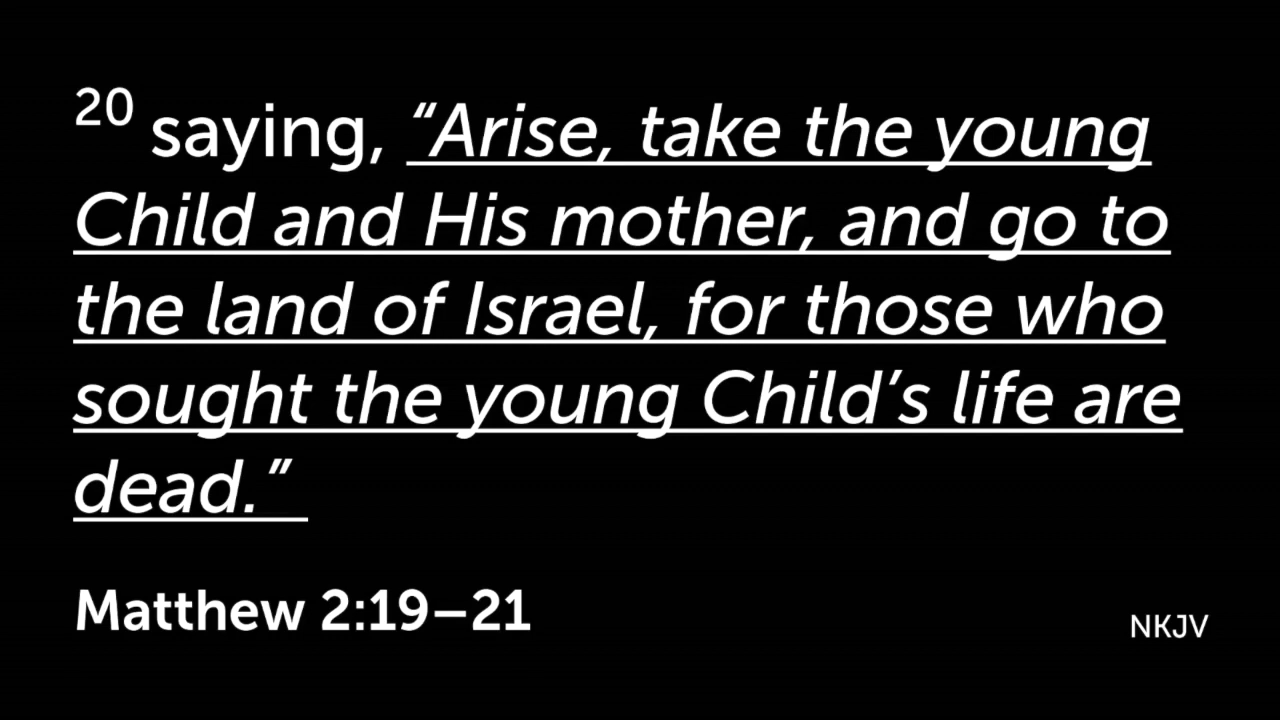 20 saying, “Arise, take the young
Child and His mother, and go to
the land of Israel, for those who
sought the young Child’s life are
dead.”
Matthew 2:19–21
NKJV